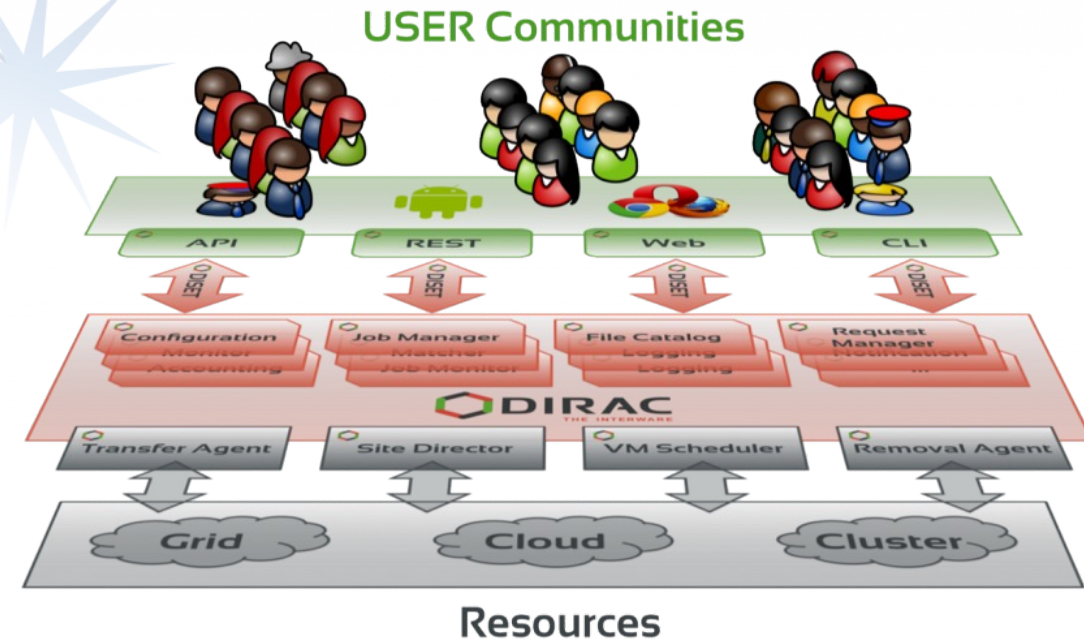 USER Communities
API REST Web CLI
DISET DISET DISET DISET
Configuration Job Manager File Catalog Request Manager
Monitor Matcher Logging Notification
Accounting Job Monitor Logging ...
DIRAC
THE INTERWARE
Transfer Agent Site Director VM Scheduler Removal Agent
Grid Cloud Cluster
Resources